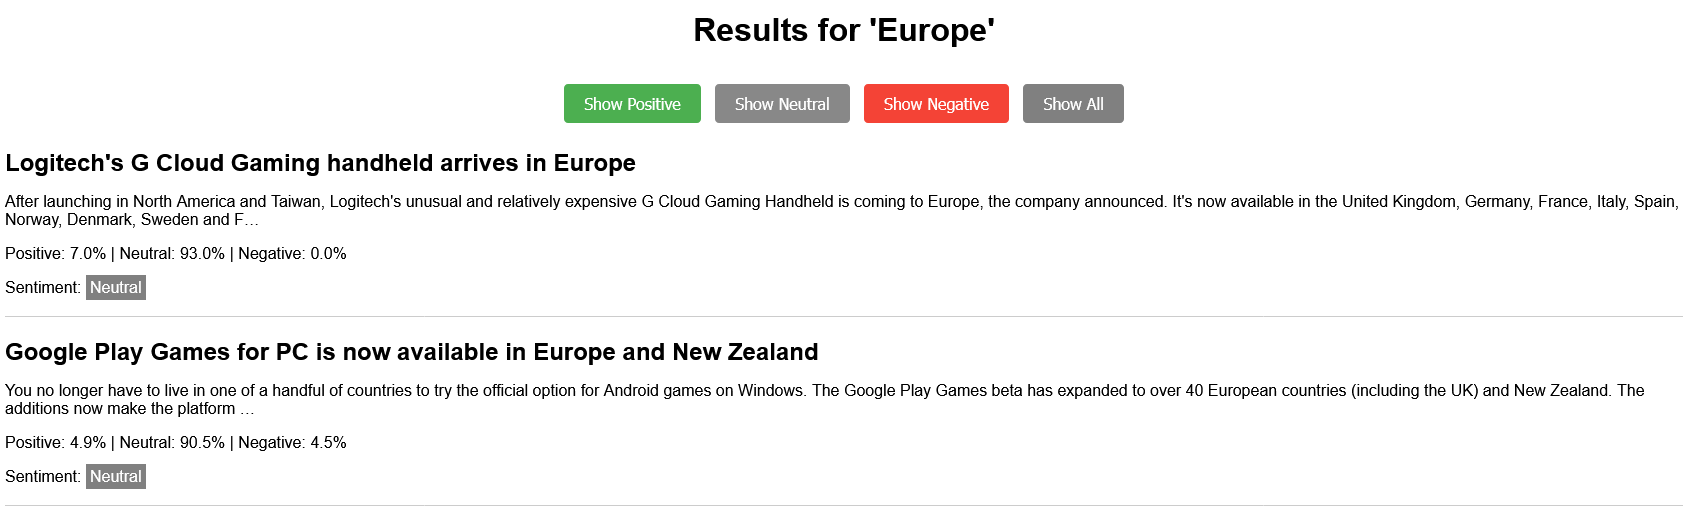 Results for 'Europe'
Show Positive Show Neutral Show Negative Show All
Logitech's G Cloud Gaming handheld arrives in Europe
After launching in North America and Taiwan, Logitech's unusual and relatively expensive G Cloud Gaming Handheld is coming to Europe, the company announced. It's now available in the United Kingdom, Germany, France, Italy, Spain,
Norway, Denmark, Sweden and F…
Positive: 7.0% | Neutral: 93.0% | Negative: 0.0%
Sentiment: Neutral
Google Play Games for PC is now available in Europe and New Zealand
You no longer have to live in one of a handful of countries to try the official option for Android games on Windows. The Google Play Games beta has expanded to over 40 European countries (including the UK) and New Zealand. The
additions now make the platform …
Positive: 4.9% | Neutral: 90.5% | Negative: 4.5%
Sentiment: Neutral